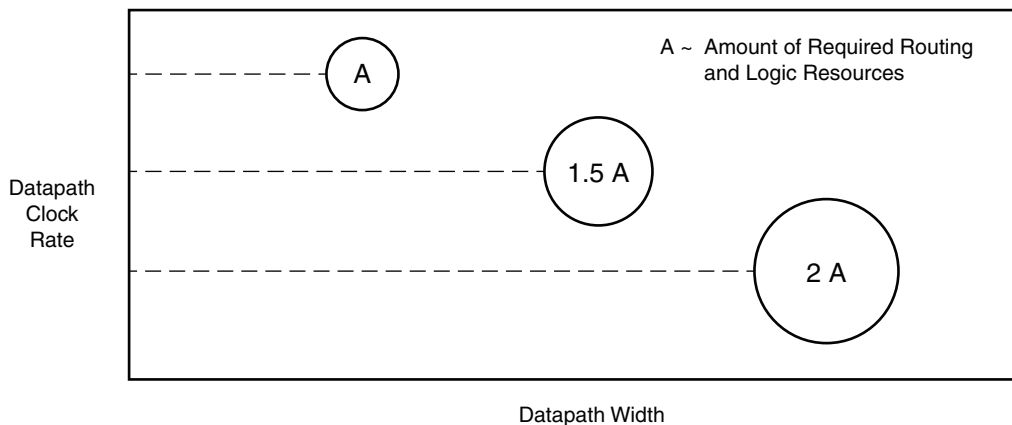 A ~ Amount of Required Routing
and Logic Resources
A
1.5 A
2 A
Datapath
Clock
Rate
Datapath Width